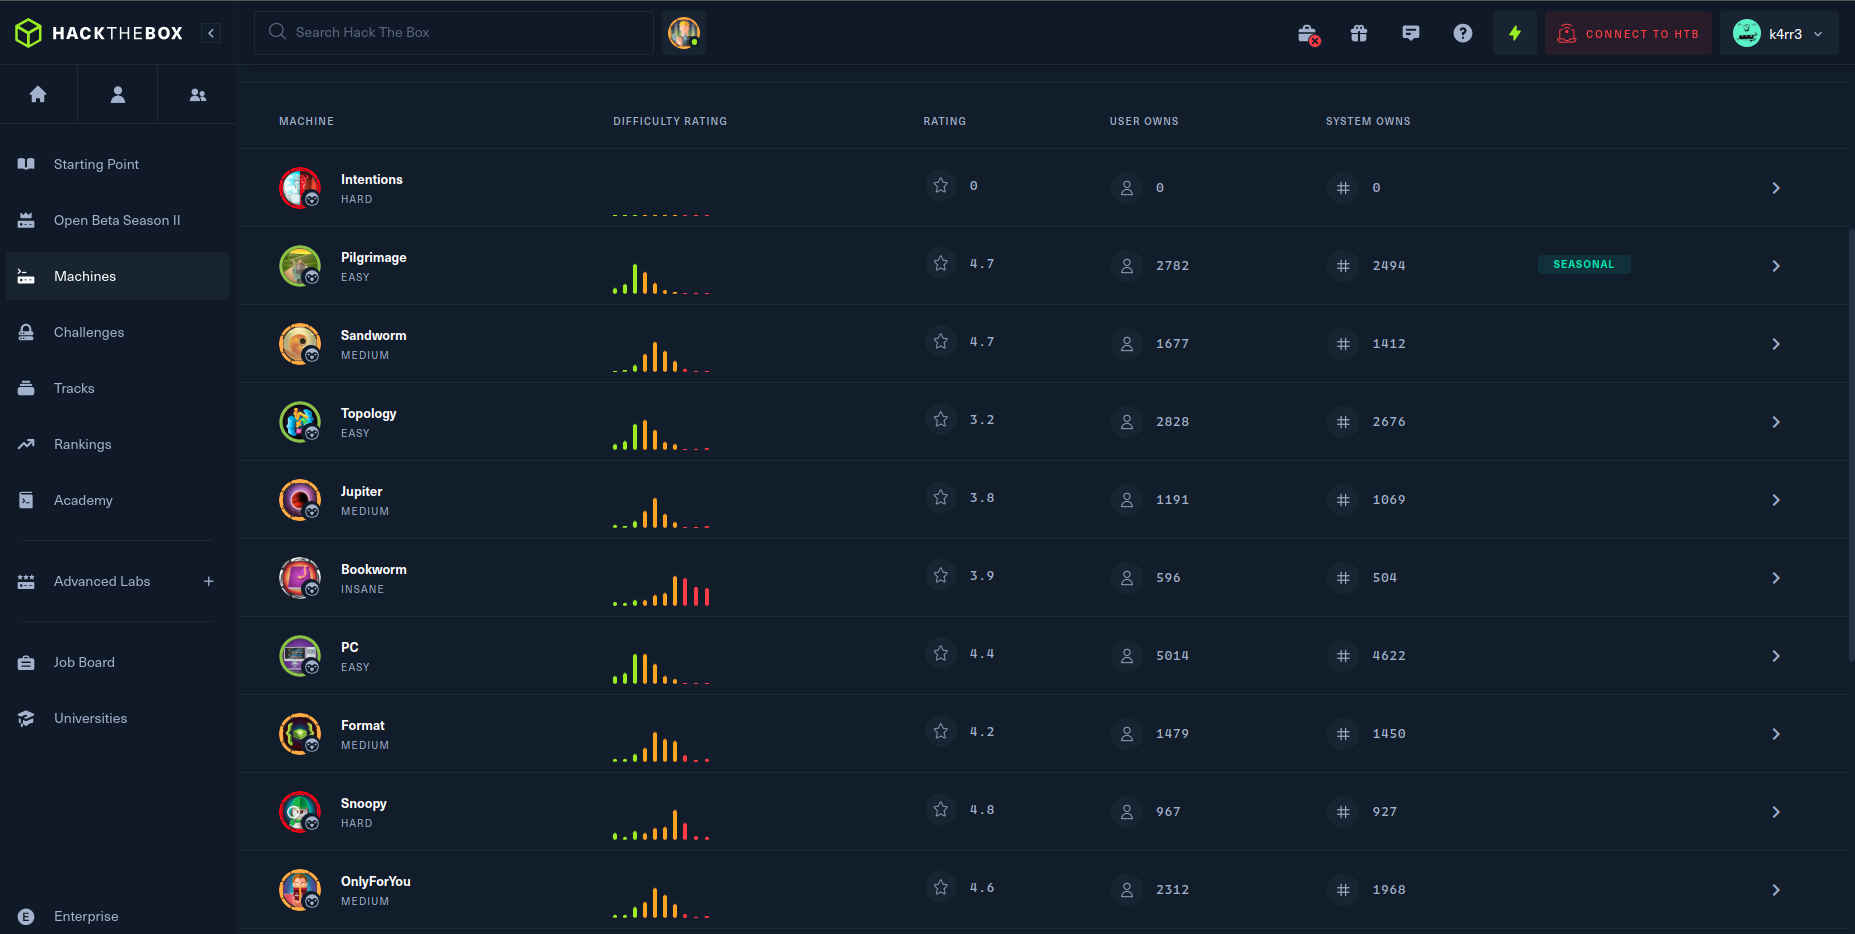 HACKTHEBOX
Search Hack The Box
CONNECT TO HTB
k4rr3
Starting Point
Open Beta Season II
Machines
Challenges
Tracks
Rankings
Academy
Advanced Labs
Job Board
Universities
E Enterprise
MACHINE DIFFICULTY RATING RATING USER OWNS SYSTEM OWNS
Intentions
HARD
0 0 0
Pilgrimage
EASY
4.7 2782 2494 SEASONAL
Sandworm
MEDIUM
4.7 1677 1412
Topology
EASY
3.2 2828 2676
Jupiter
MEDIUM
3.8 1191 1069
Bookworm
INSANE
3.9 596 504
PC
EASY
4.4 5014 4622
Format
MEDIUM
4.2 1479 1450
Snoopy
HARD
4.8 967 927
OnlyForYou
MEDIUM
4.6 2312 1968